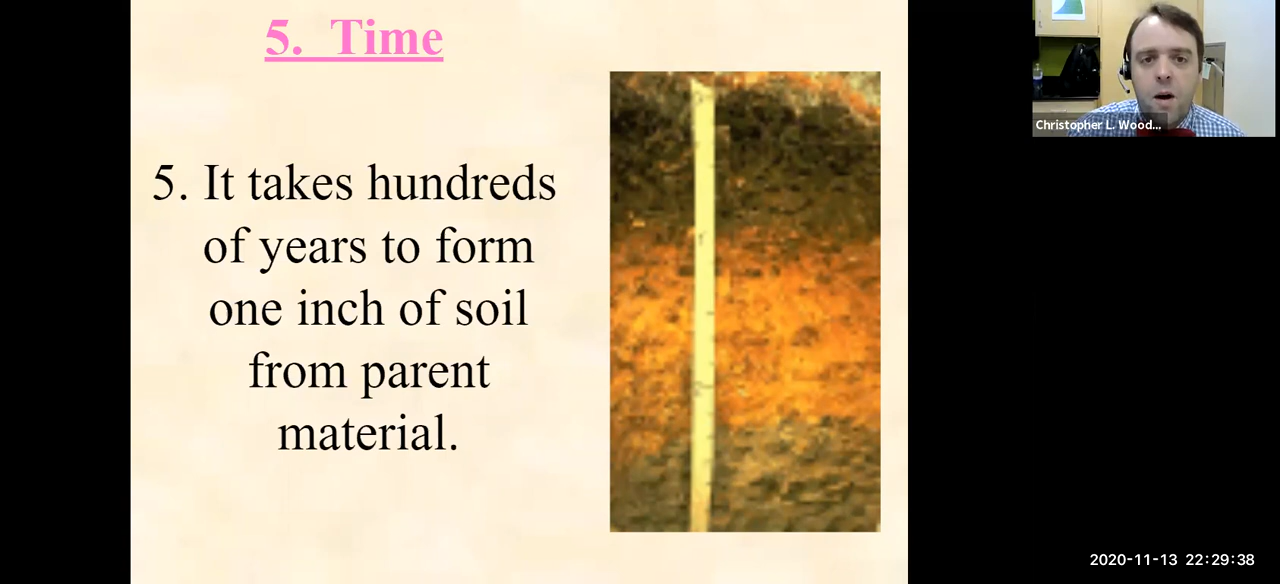 5. Time
5. It takes hundreds
of years to form
one inch of soil
from parent
material.
Christopher L. Wood...
2020-11-13 22:29:38